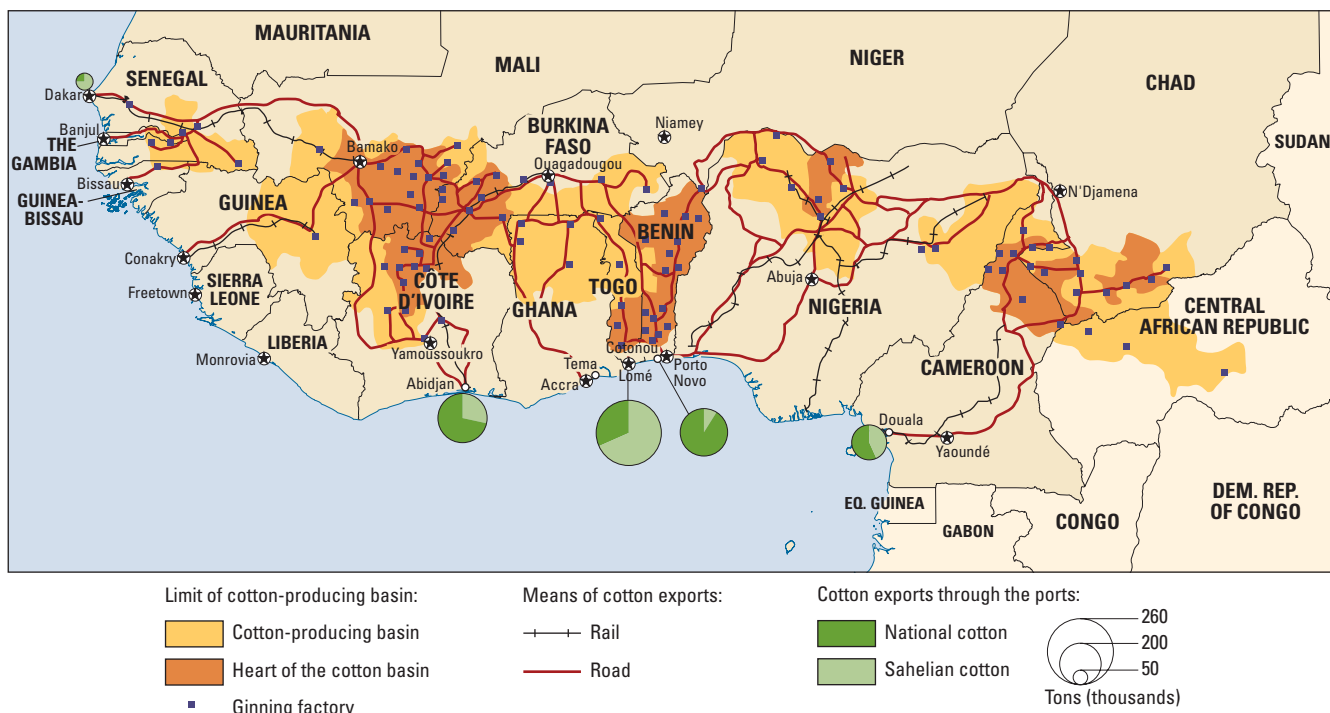 MAURITANIA
MALI
NIGER
CHAD
SUDAN
SENEGAL
Dakar
Banjul
THE
GAMBIA
Bissau
GUINEA-
BISSAU
GUINEA
Bamako
BURKINA
FASO
Ouagadougou
Niamey
N'Djamena
Conakry
SIERRA
LEONE
Freetown
LIBERIA
Monrovia
CÔTE
D'IVOIRE
Yamoussoukro
Abidjan
GHANA
Tema
Accra
TOGO
BENIN
Cotonou
Lomé
Porto
Novo
Abuja
NIGERIA
CAMEROON
Douala
Yaoundé
CENTRAL
AFRICAN REPUBLIC
EQ. GUINEA
GABON
CONGO
DEM. REP.
OF CONGO
Limit of cotton-producing basin:
Cotton-producing basin
Heart of the cotton basin
Ginning factory
Means of cotton exports:
Rail
Road
Cotton exports through the ports:
National cotton
Sahelian cotton
260
200
50
Tons (thousands)